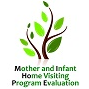 Mother and Infant
Home Visiting
Program Evaluation